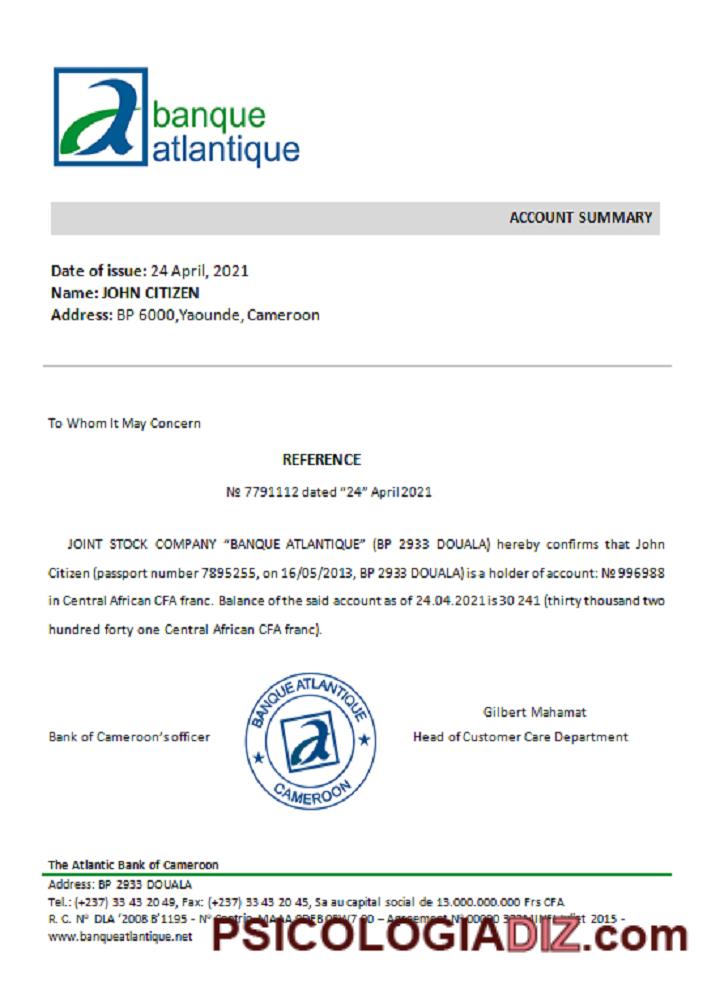 banque
atlantique
ACCOUNT SUMMARY
Date of issue: 24 April, 2021
Name: JOHN CITIZEN
Address: BP 6000,Yaounde, Cameroon
To Whom It May Concern
REFERENCE
№ 7791112 dated “24” April 2021
JOINT STOCK COMPANY “BANQUE ATLANTIQUE” (BP 2933 DOUALA) hereby confirms that John
Citizen (passport number 7895255, on 16/05/2013, BP 2933 DOUALA) is a holder of account: № 996988
in Central African CFA franc. Balance of the said account as of 24.04.2021 is 30 241 (thirty thousand two
hundred forty one Central African CFA franc).
BANQUE ATLANTIQUE
CAMEROON
Gilbert Mahamat
Bank of Cameroon’s officer
Head of Customer Care Department
The Atlantic Bank of Cameroon
Address: BP 2933 DOUALA
Tel.: (+237) 33 43 20 49, Fax: (+237) 33 43 20 45, Sa au capital social de 13.000.000.000 Frs CFA
R. C. N° DLA ‘2008 B’1195 - N° 2015 -
www.banqueatlantique.net
PSICOLOGIADIZ.com